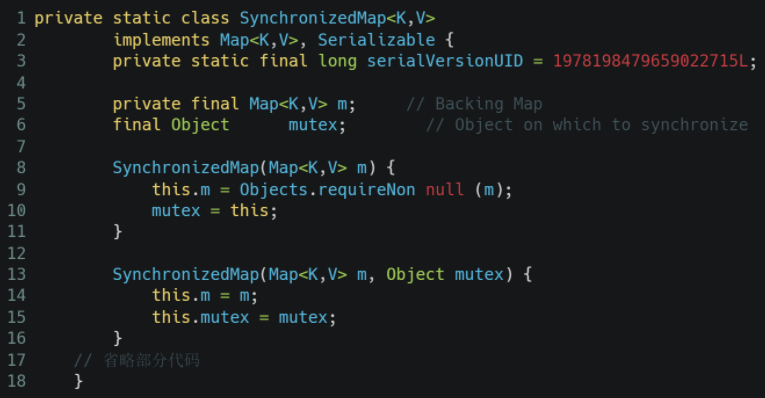 1 private static class SynchronizedMap<K,V>
2         implements Map<K,V>, Serializable {
3         private static final long serialVersionUID = 1978198479659022715L;
4
5         private final Map<K,V> m;     // Backing Map
6         final Object      mutex;        // Object on which to synchronize
7
8         SynchronizedMap(Map<K,V> m) {
9             this.m = Objects.requireNon null (m);
10             mutex = this;
11         }
12
13         SynchronizedMap(Map<K,V> m, Object mutex) {
14             this.m = m;
15             this.mutex = mutex;
16         }
17     // 省略部分代码
18     }